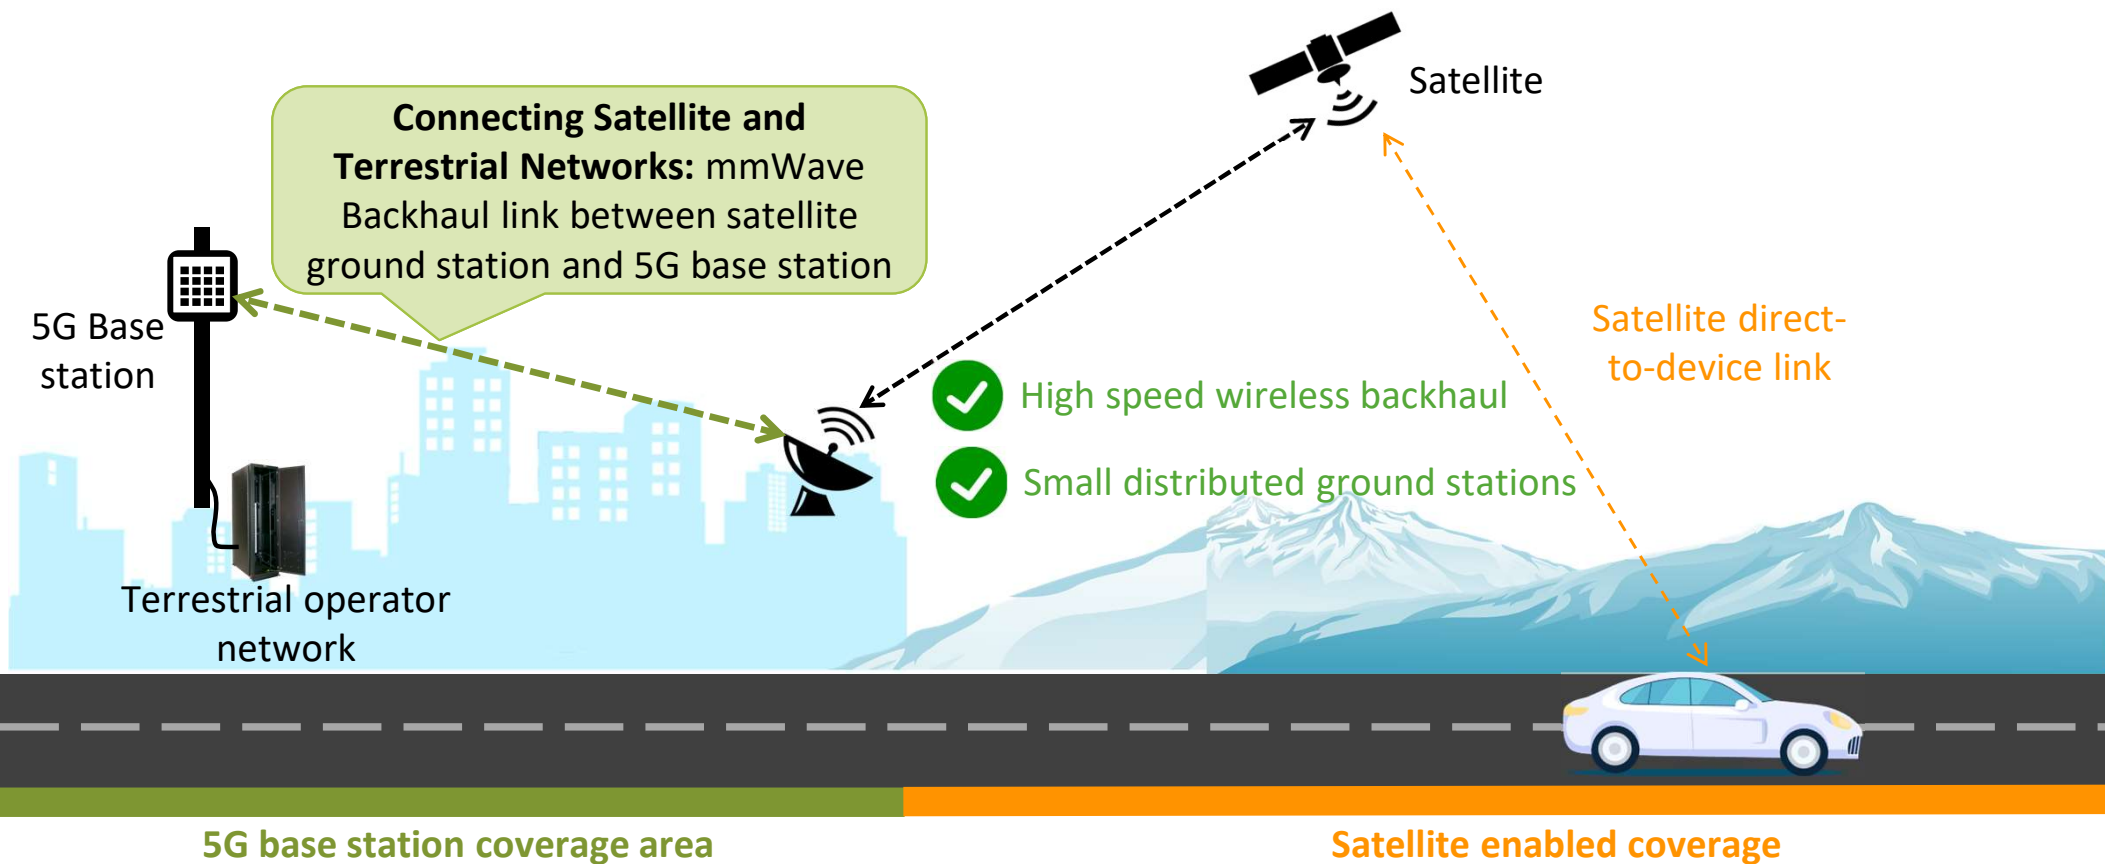 Satellite
Connecting Satellite and
Terrestrial Networks: mmWave
Backhaul link between satellite
ground station and 5G base station
5G Base
station
Satellite direct-
to-device link
High speed wireless backhaul
Small distributed ground stations
Terrestrial operator
network
5G base station coverage area
Satellite enabled coverage